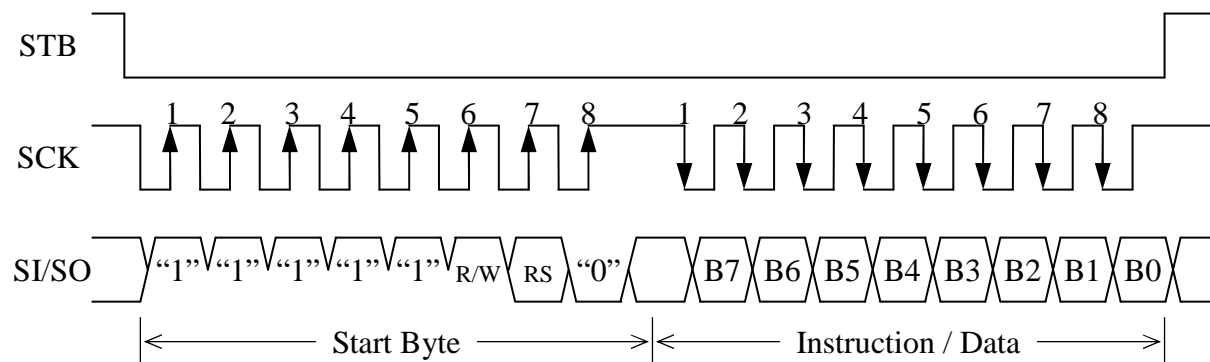 STB
1 2 3 4 5 6 7 8 1 2 3 4 5 6 7 8
SCK
SI/SO “1” “1” “1” “1” “1” R/W RS “0” B7 B6 B5 B4 B3 B2 B1 B0
Start Byte Instruction / Data